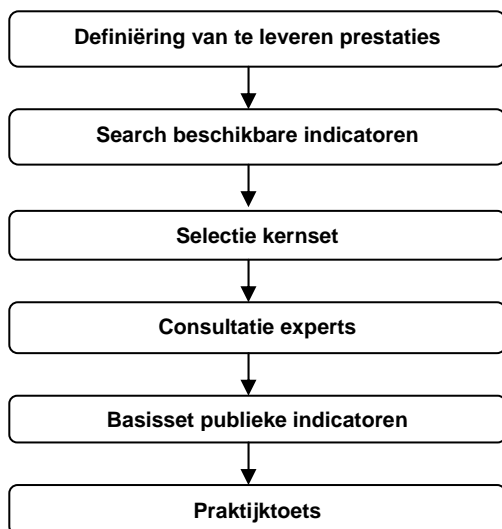 Definiëring van te leveren prestaties
Search beschikbare indicatoren
Selectie kernset
Consultatie experts
Basisset publieke indicatoren
Praktijktoets